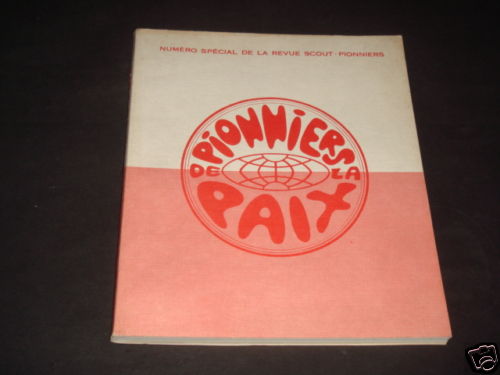 NUMÉRO SPÉCIAL DE LA REVUE SCOUT-PIONNIERS
PIONNIERS
DE LA
PAIX